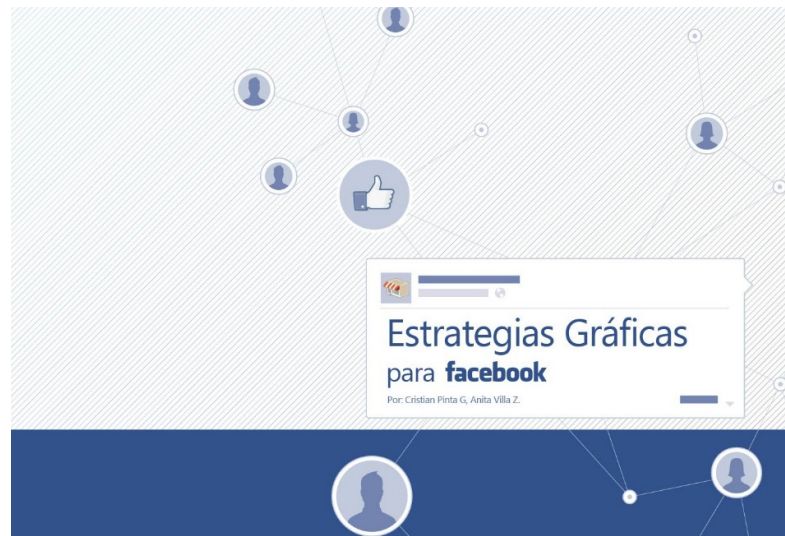 Estrategias Gráficas
para facebook
Por: Cristian Pinta G, Anita Villa Z.